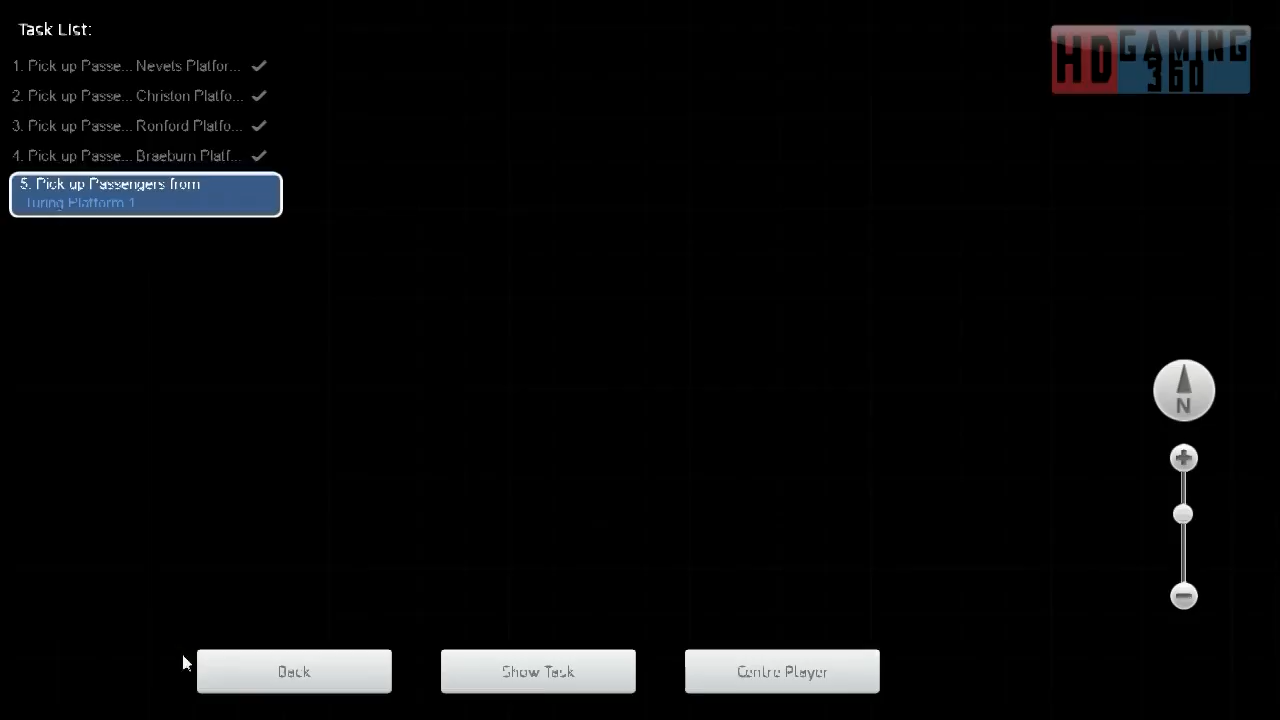 Task List:
1. Pick up Passe... Nevets Platfor...
2. Pick up Passe... Christon Platfo...
3. Pick up Passe... Ronford Platfo...
4. Pick up Passe... Braeburn Platf...
5. Pick up Passengers from
Turing Platform 1
HD GAMING
360
N
Back
Show Task
Centre Player